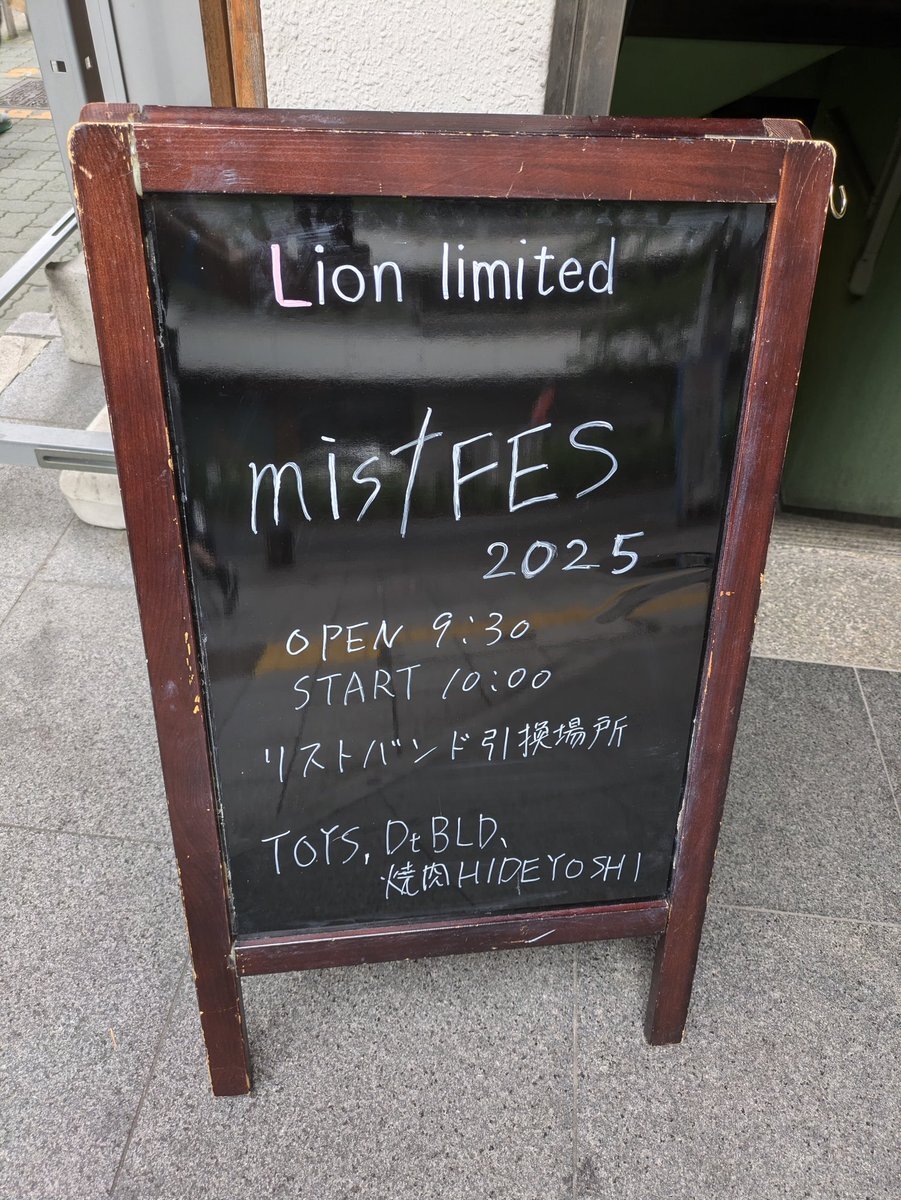 Lion limited
mist FES
2025
OPEN 9:30
START 10:00
リストバンド引換場所
TOYS, DtBLD、
焼肉HIDEYOSHI